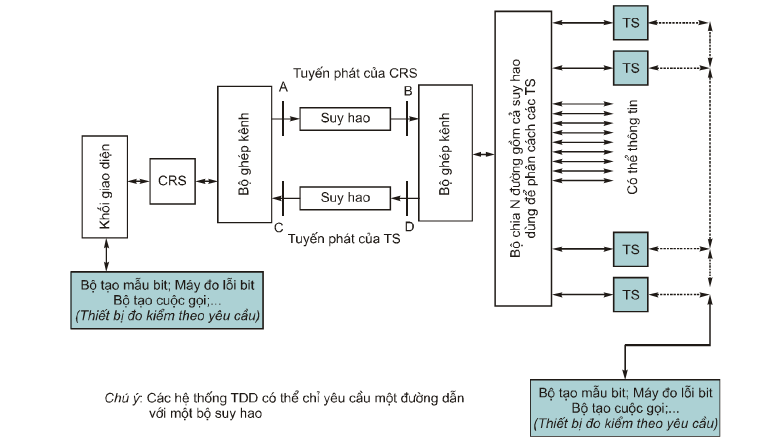 TS
TS
Tuyến phát của CRS
A
B
Suy hao
Bộ ghép kênh
Bộ ghép kênh
Bộ chia N đường gồm cả suy hao
dùng để phân cách các TS
Có thể thông tin
Khối giao diện
CRS
Suy hao
C
D
Tuyến phát của TS
TS
TS
Bộ tạo mẫu bit; Máy đo lỗi bit
Bộ tạo cuộc gọi;...
(Thiết bị đo kiểm theo yêu cầu)
Chú ý: Các hệ thống TDD có thể chỉ yêu cầu một đường dẫn
với một bộ suy hao
Bộ tạo mẫu bit; Máy đo lỗi bit
Bộ tạo cuộc gọi;...
(Thiết bị đo kiểm theo yêu cầu)